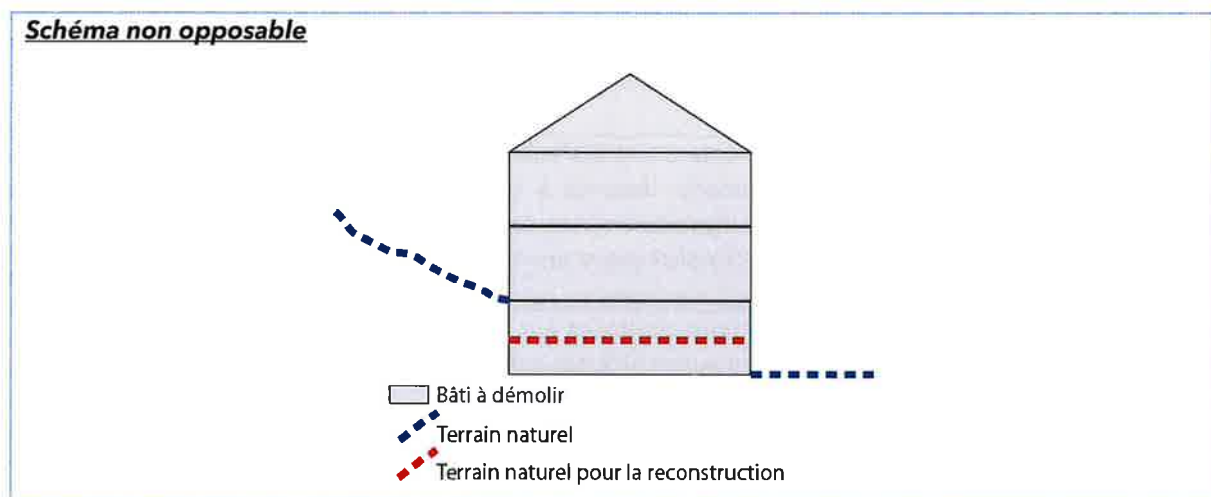 Schéma non opposable
Bâti à démolir
Terrain naturel
Terrain naturel pour la reconstruction